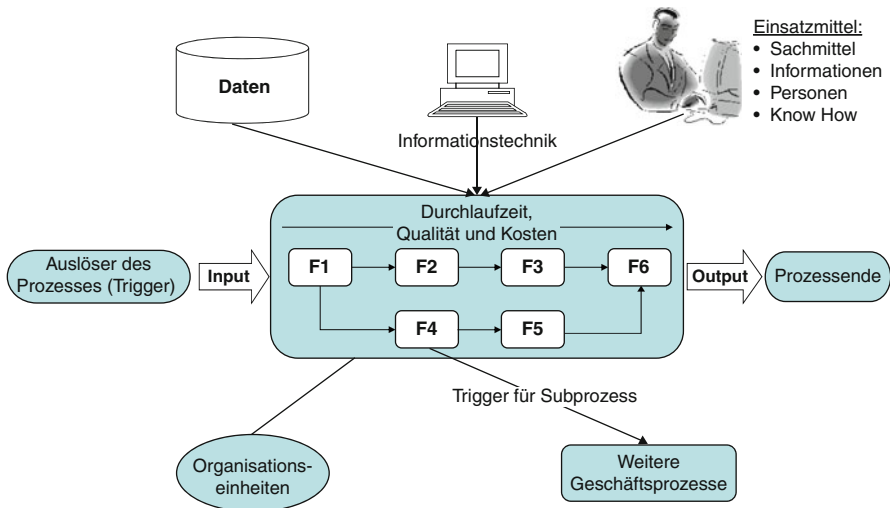 Einsatzmittel:
• Sachmittel
• Informationen
• Personen
• Know How
Daten
Informationstechnik
Durchlaufzeit,
Qualität und Kosten
Auslöser des
Prozesses (Trigger)
Input
F1
F2
F3
F6
Output
Prozessende
F4
F5
Trigger für Subprozess
Organisations-
einheiten
Weitere
Geschäftsprozesse